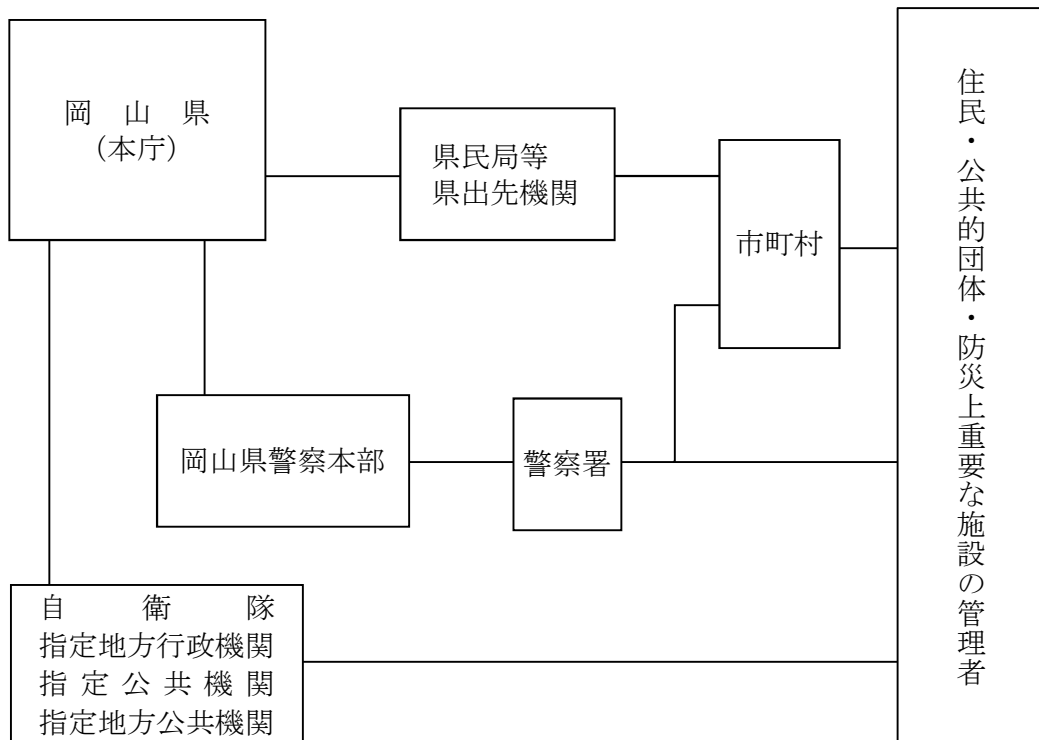 岡山県
(本庁)
県民局等
県出先機関
市町村
岡山県警察本部
警察署
自衛隊
指定地方行政機関
指定公共機関
指定地方公共機関
住民・公共的団体・防災上重要な施設の管理者